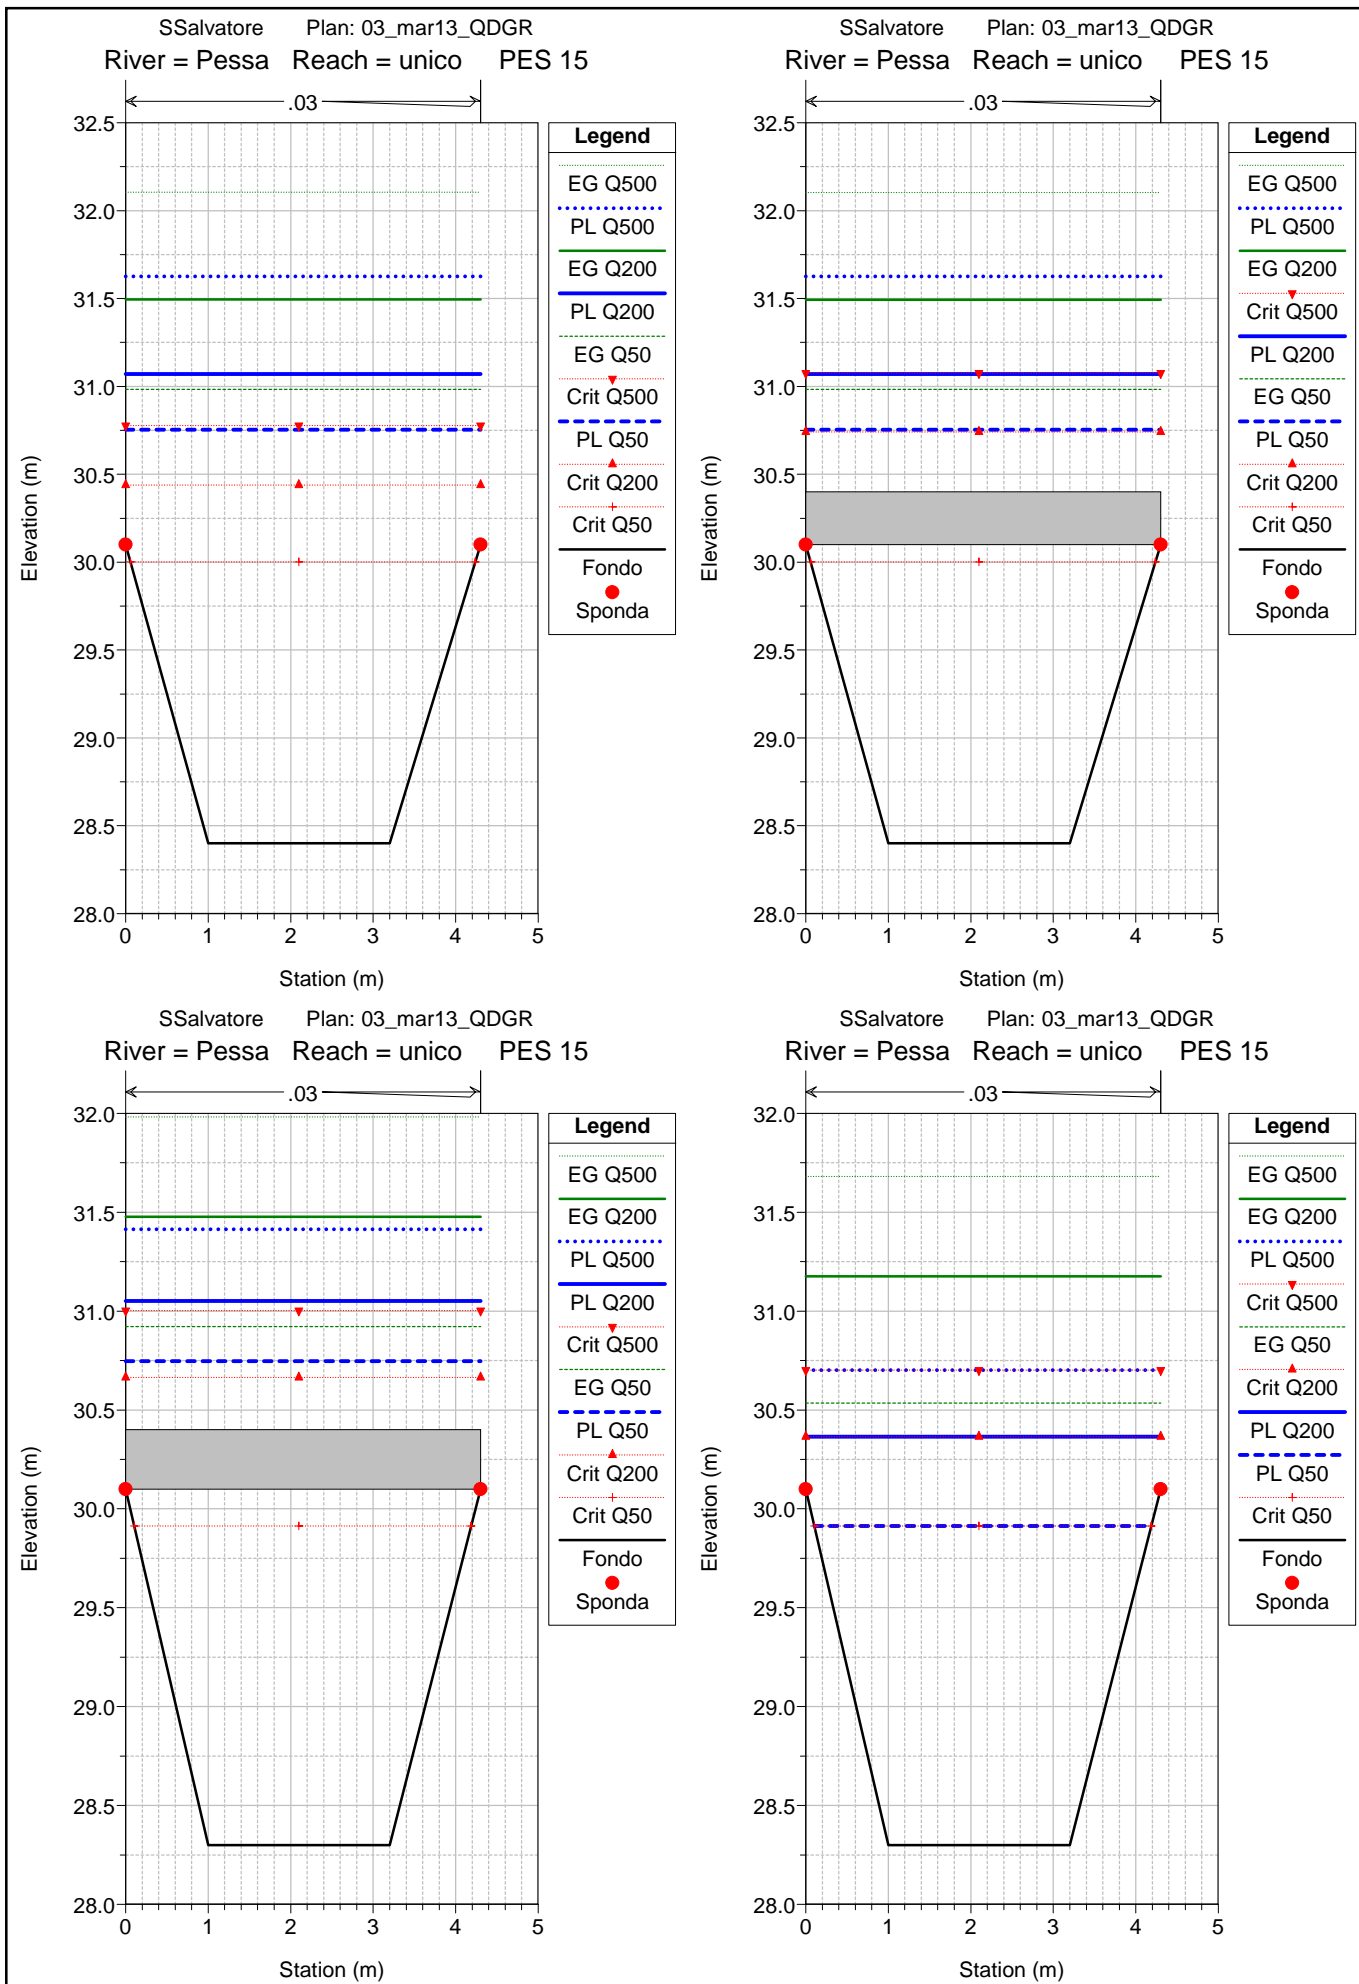 SSalvatore Plan: 03_mar13_QDGR
River = Pessa Reach = unico PES 15
.03
32.5
32.0
31.5
31.0
30.5
30.0
29.5
29.0
28.5
28.0
0 1 2 3 4 5
Elevation (m)
Station (m)
Legend
EG Q500
PL Q500
EG Q200
PL Q200
EG Q50
Crit Q500
PL Q50
Crit Q200
Crit Q50
Fondo
Sponda
SSalvatore Plan: 03_mar13_QDGR
River = Pessa Reach = unico PES 15
.03
32.5
32.0
31.5
31.0
30.5
30.0
29.5
29.0
28.5
28.0
0 1 2 3 4 5
Elevation (m)
Station (m)
Legend
EG Q500
PL Q500
EG Q200
Crit Q500
PL Q200
EG Q50
PL Q50
Crit Q200
Crit Q50
Fondo
Sponda
SSalvatore Plan: 03_mar13_QDGR
River = Pessa Reach = unico PES 15
.03
32.0
31.5
31.0
30.5
30.0
29.5
29.0
28.5
28.0
0 1 2 3 4 5
Elevation (m)
Station (m)
Legend
EG Q500
EG Q200
PL Q500
PL Q200
Crit Q500
EG Q50
PL Q50
Crit Q200
Crit Q50
Fondo
Sponda
SSalvatore Plan: 03_mar13_QDGR
River = Pessa Reach = unico PES 15
.03
32.0
31.5
31.0
30.5
30.0
29.5
29.0
28.5
28.0
0 1 2 3 4 5
Elevation (m)
Station (m)
Legend
EG Q500
EG Q200
PL Q500
Crit Q500
EG Q50
Crit Q200
PL Q200
PL Q50
Crit Q50
Fondo
Sponda